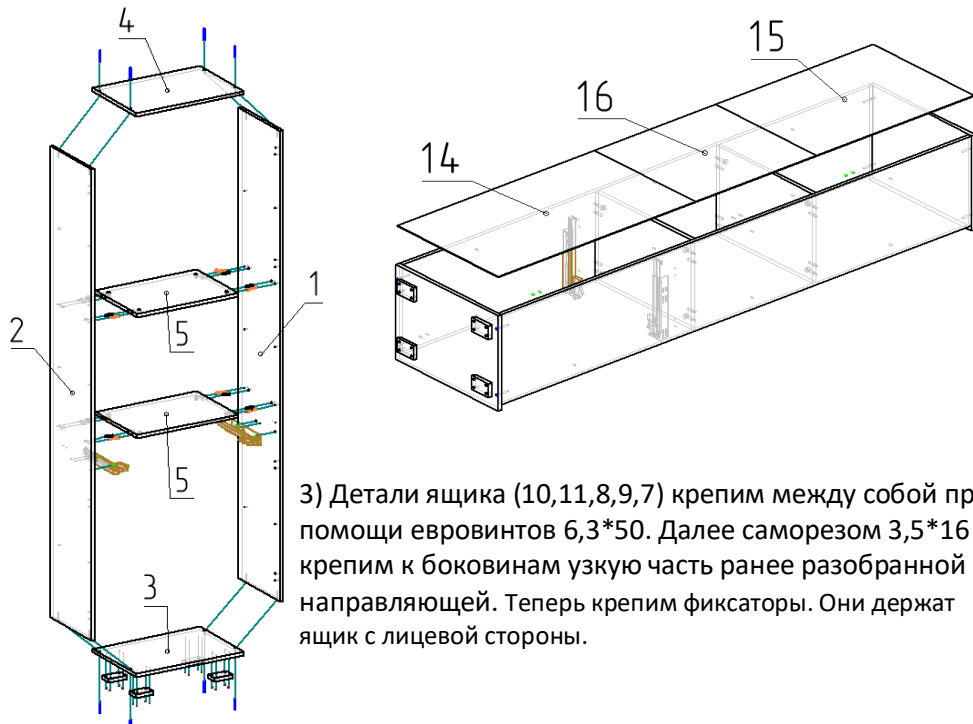 4
15
16
14
1
5
2
5
3) Детали ящика (10,11,8,9,7) крепим между собой пр
помощи евровинтов 6,3*50. Далее саморезом 3,5*16
крепим к боковинам узкую часть ранее разобранной
направляющей. Теперь крепим фиксаторы. Они держат
ящик с лицевой стороны.
3